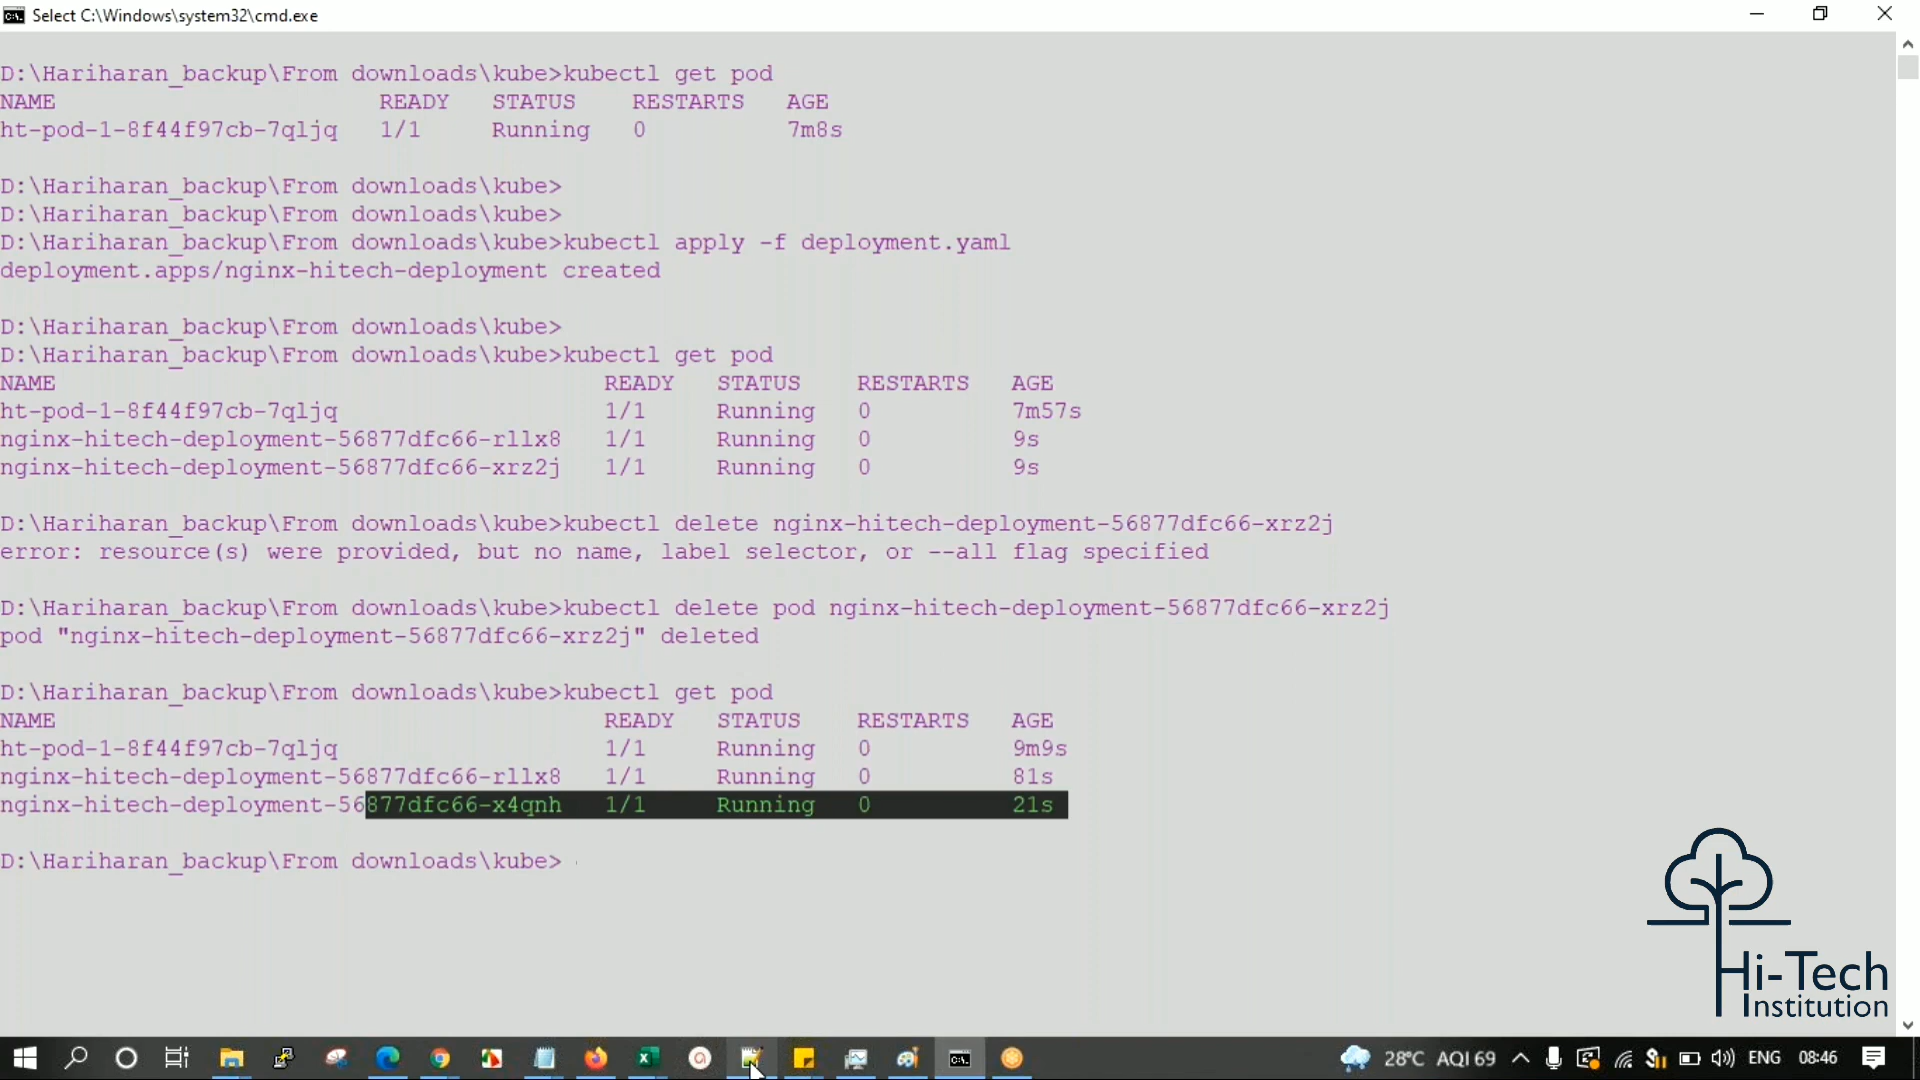 Select C:\Windows\system32\cmd.exe
D:\Hariharan_backup\From downloads\kube>kubectl get pod
NAME READY STATUS RESTARTS AGE
ht-pod-1-8f44f97cb-7qljq 1/1 Running 0 7m8s
D:\Hariharan_backup\From downloads\kube>
D:\Hariharan_backup\From downloads\kube>
D:\Hariharan_backup\From downloads\kube>kubectl apply -f deployment.yaml
deployment.apps/nginx-hitech-deployment created
D:\Hariharan_backup\From downloads\kube>
D:\Hariharan_backup\From downloads\kube>kubectl get pod
NAME READY STATUS RESTARTS AGE
ht-pod-1-8f44f97cb-7qljq 1/1 Running 0 7m57s
nginx-hitech-deployment-56877dfc66-rllx8 1/1 Running 0 9s
nginx-hitech-deployment-56877dfc66-xrz2j 1/1 Running 0 9s
D:\Hariharan_backup\From downloads\kube>kubectl delete nginx-hitech-deployment-56877dfc66-xrz2j
error: resource(s) were provided, but no name, label selector, or --all flag specified
D:\Hariharan_backup\From downloads\kube>kubectl delete pod nginx-hitech-deployment-56877dfc66-xrz2j
pod "nginx-hitech-deployment-56877dfc66-xrz2j" deleted
D:\Hariharan_backup\From downloads\kube>kubectl get pod
NAME READY STATUS RESTARTS AGE
ht-pod-1-8f44f97cb-7qljq 1/1 Running 0 9m9s
nginx-hitech-deployment-56877dfc66-rllx8 1/1 Running 0 81s
nginx-hitech-deployment-56877dfc66-x4qnh 1/1 Running 0 21s
D:\Hariharan_backup\From downloads\kube>
Hi-Tech
Institution
28°C AQI 69 ENG 08:46